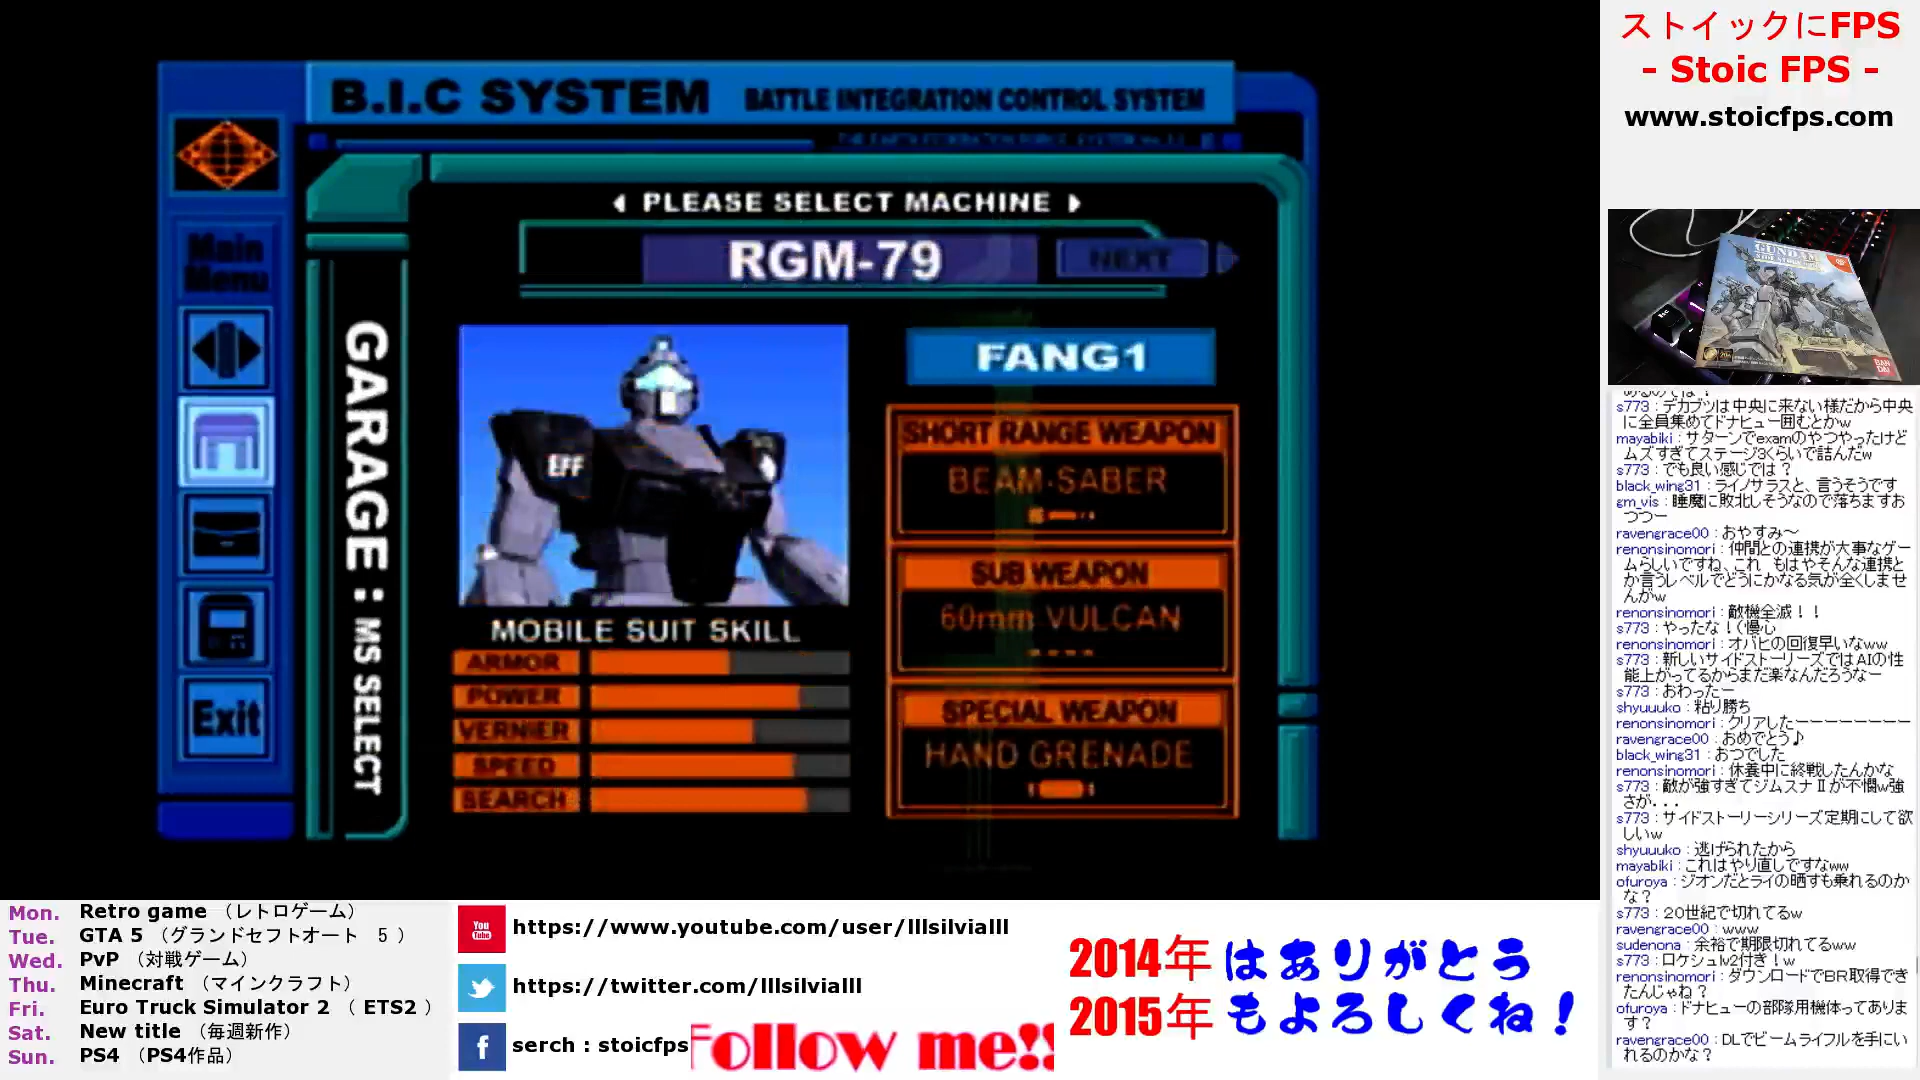 B.I.C SYSTEM BATTLE INTEGRATION CONTROL SYSTEM
PLEASE SELECT MACHINE
RGM-79
NEXT
Main
Menu
Exit
GARAGE : MS SELECT
EFF
FANG1
SHORT RANGE WEAPON
BEAM·SABER
SUB WEAPON
60mm VULCAN
SPECIAL WEAPON
HAND GRENADE
MOBILE SUIT SKILL
ARMOR
POWER
VERNIER
SPEED
SEARCH
ストイックにFPS
- Stoic FPS -
www.stoicfps.com
GUNDAM
s773 : デカブツは中央に来ない様だから中央
に全員集めてドナヒュー囲むとかw
mayabiki : サターンでexamのやつやったけど
ムズすぎてステージ3くらいで詰んだw
s773 : でも良い感じでは？
black_wing31 : ライノサラスと、言うそうです
gm_vis : 睡魔に敗北しそうなので落ちますお
つつー
ravengrace00 : おやすみ～
renonsinomori : 仲間との連携が大事なゲー
ムらしいですね、これ　もはやそんな連携と
か言うレベルでどうにかなる気が全くしませ
んがw
renonsinomori : 敵機全滅！！
s773 : やったな！(慢心
renonsinomori : オバヒの回復早いなww
s773 : 新しいサイドストーリーズではAIの性
能上がってるからまだ楽なんだろうなー
s773 : おわったー
shyuuuko : 粘り勝ち
renonsinomori : クリアしたーーーーーーーー
ravengrace00 : おめでとう♪
black_wing31 : おつでした
renonsinomori : 休養中に終戦したんかな
s773 : 敵が強すぎてジムスナⅡが不憫w強
さが・・・
s773 : サイドストーリーシリーズ定期にして欲
しいw
shyuuuko : 逃げられたから
mayabiki : これはやり直しですなww
ofuroya : ジオンだとライの晒すも乗れるのか
な？
s773 : 20世紀で切れてるw
ravengrace00 : www
sudenona : 余裕で期限切れてるww
s773 : ロケシュlv2付き！w
renonsinomori : ダウンロードでBR取得でき
たんじゃね？
ofuroya : ドナヒューの部隊用機体ってありま
す？
ravengrace00 : DLでビームライフルを手にい
れるのかな？
Mon. Retro game （レトロゲーム）
Tue. GTA 5 （グランドセフトオート　5 ）
Wed. PvP （対戦ゲーム）
Thu. Minecraft （マインクラフト）
Fri. Euro Truck Simulator 2 （ ETS2 ）
Sat. New title （毎週新作）
Sun. PS4 （PS4作品）
You
Tube
https://www.youtube.com/user/lllsilvialll
https://twitter.com/lllsilvialll
f
serch : stoicfps
Follow me!!
2014年 はありがとう
2015年 もよろしくね！